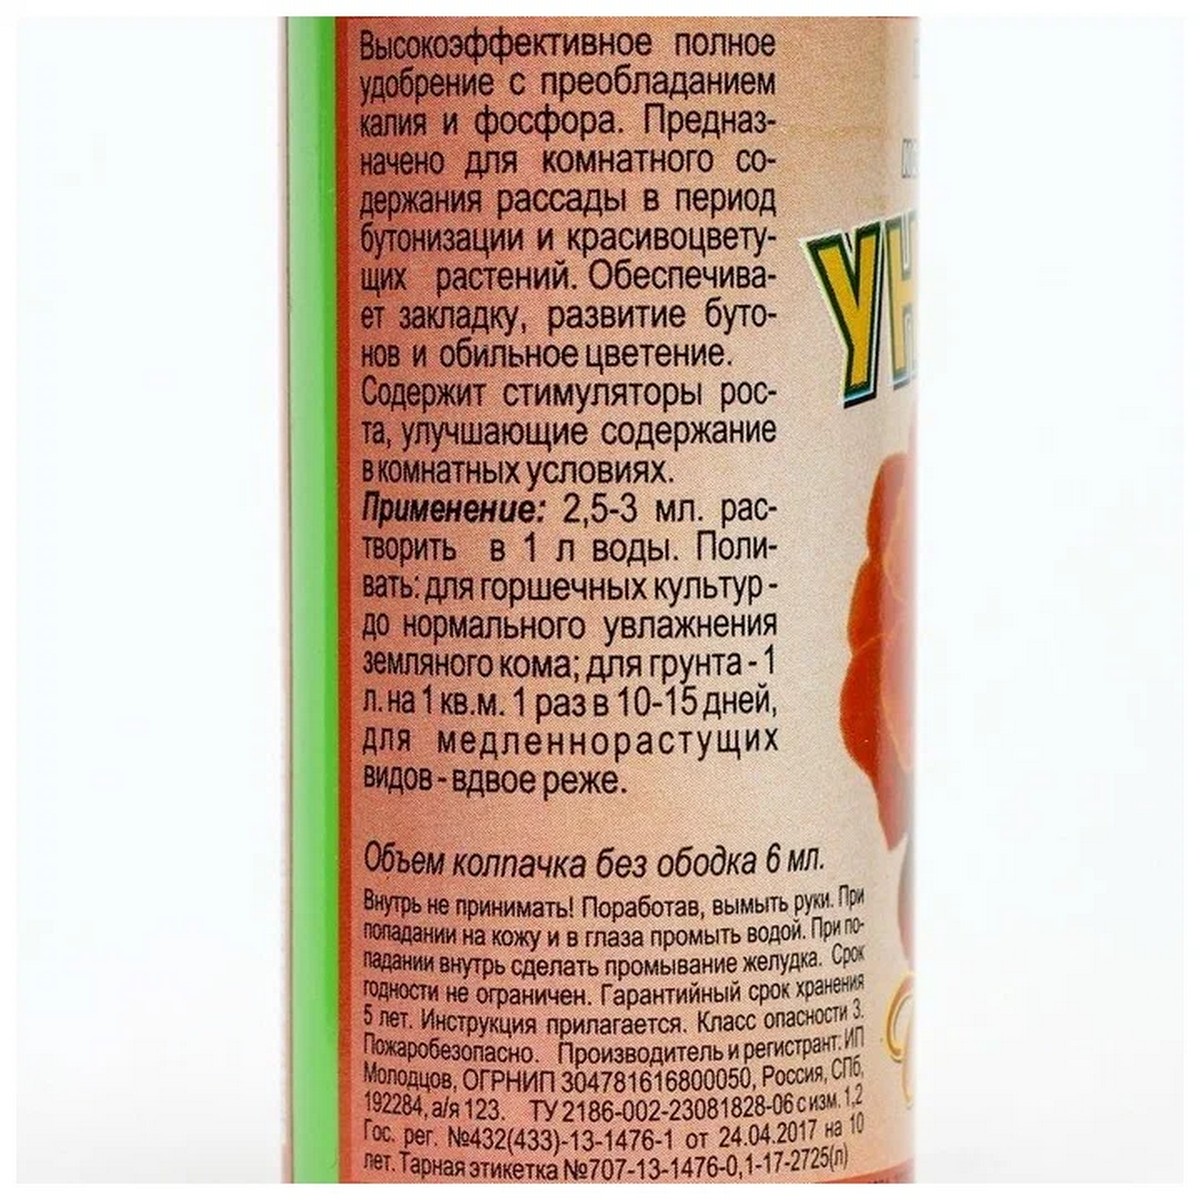 Высокоэффективное полное
удобрение с преобладанием
калия и фосфора. Предназ-
начено для комнатного со-
держания рассады в период
бутонизации и красивоцвету-
щих растений. Обеспечива-
ет закладку, развитие буто-
нов и обильное цветение.
Содержит стимуляторы рос-
та, улучшающие содержание
в комнатных условиях.
Применение: 2,5-3 мл. рас-
творить в 1 л воды. Поли-
вать: для горшечных культур -
до нормального увлажнения
земляного кома; для грунта - 1
л. на 1 кв.м. 1 раз в 10-15 дней,
для медленнорастущих
видов - вдвое реже.
Объем колпачка без ободка 6 мл.
Внутрь не принимать! Поработав, вымыть руки. При
попадании на кожу и в глаза промыть водой. При по-
падании внутрь сделать промывание желудка. Срок
годности не ограничен. Гарантийный срок хранения
5 лет. Инструкция прилагается. Класс опасности 3.
Пожаробезопасно. Производитель и регистрант: ИП
Молодцов, ОГРНИП 304781616800050, Россия, СПб,
192284, а/я 123. ТУ 2186-002-23081828-06 с изм. 1,2
Гос. рег. №432(433)-13-1476-1 от 24.04.2017 на 10
лет. Тарная этикетка №707-13-1476-0,1-17-2725(л)
УН